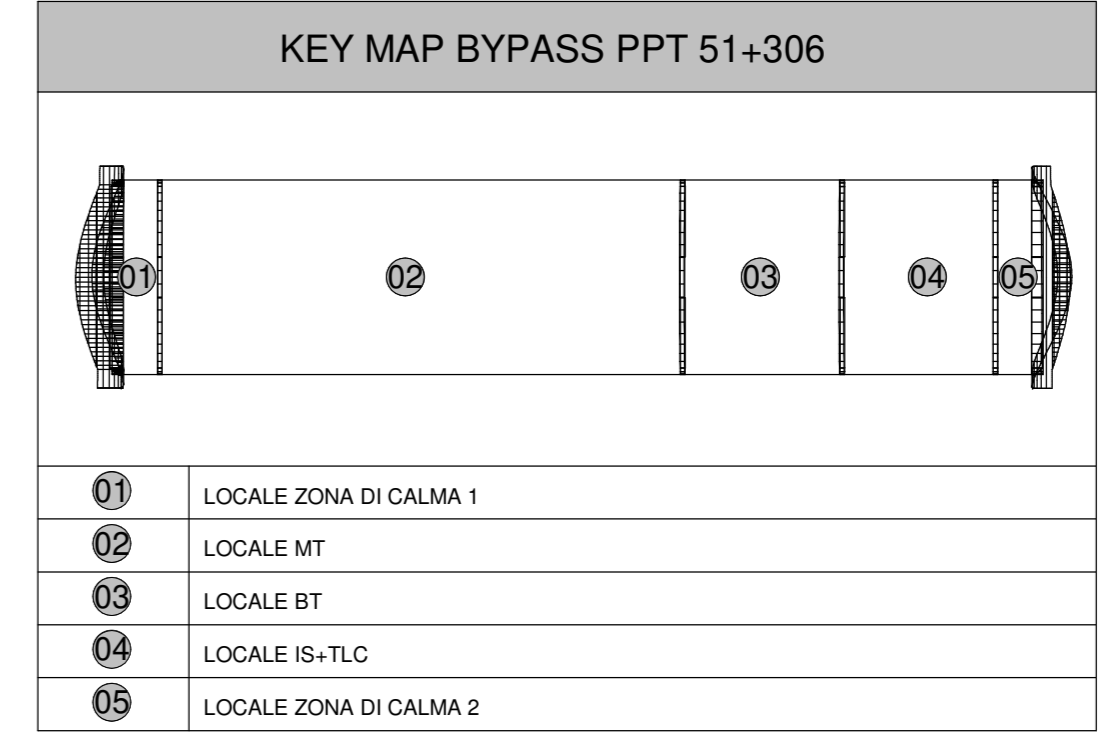 KEY MAP BYPASS PPT 51+306
01 02 03 04 05
01 LOCALE ZONA DI CALMA 1
02 LOCALE MT
03 LOCALE BT
04 LOCALE IS+TLC
05 LOCALE ZONA DI CALMA 2